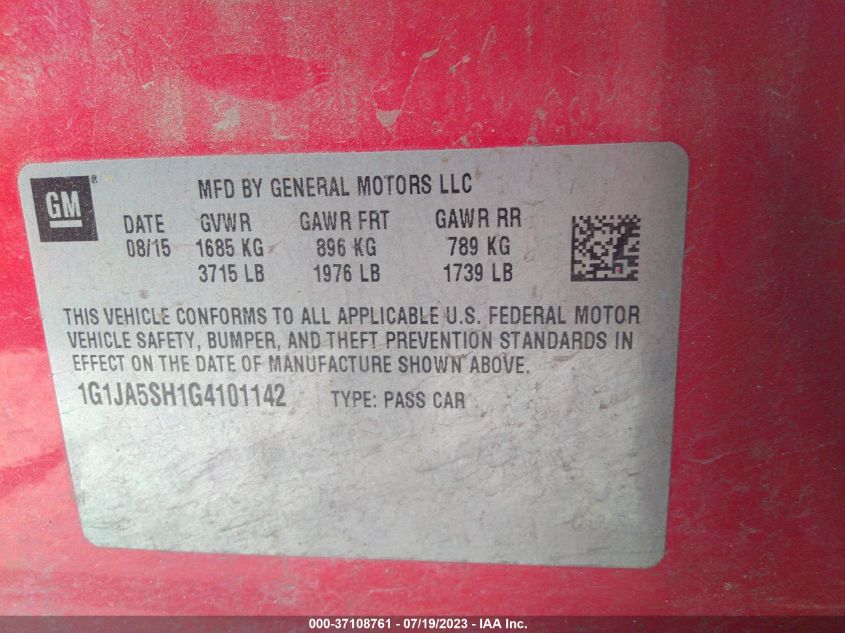 GM ®
MFD BY GENERAL MOTORS LLC
DATE GVWR GAWR FRT GAWR RR
08/15 1685 KG 896 KG 789 KG
3715 LB 1976 LB 1739 LB
THIS VEHICLE CONFORMS TO ALL APPLICABLE U.S. FEDERAL MOTOR
VEHICLE SAFETY, BUMPER, AND THEFT PREVENTION STANDARDS IN
EFFECT ON THE DATE OF MANUFACTURE SHOWN ABOVE.
1G1JA5SH1G4101142 TYPE: PASS CAR
000-37108761 - 07/19/2023 - IAA Inc.